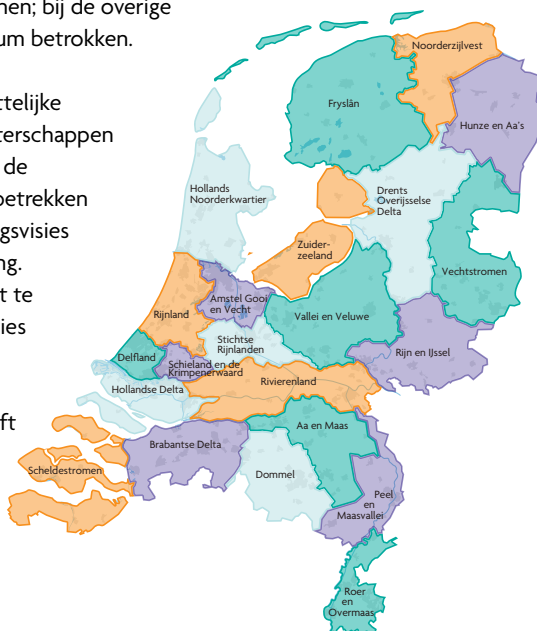 nen; bij de overige
um betrokken.
ttelijke
terschappen
de
betrekken
gsvisies
ng.
t te
ies
ft
Noorderzijlvest
Fryslân
Hunze en Aa's
Hollands
Noorderkwartier
Drents
Overijsselse
Delta
Zuider-
zeeland
Vechtstromen
Amstel Gooi
en Vecht
Rijnland
Vallei en Veluwe
Stichtse
Rijnlanden
Delfland
Schieland en de
Krimpenerwaard
Rijn en IJssel
Rivierenland
Hollandse Delta
Aa en Maas
Brabantse Delta
Scheldestromen
Dommel
Peel
en
Maasvallei
Roer
en
Overmaas